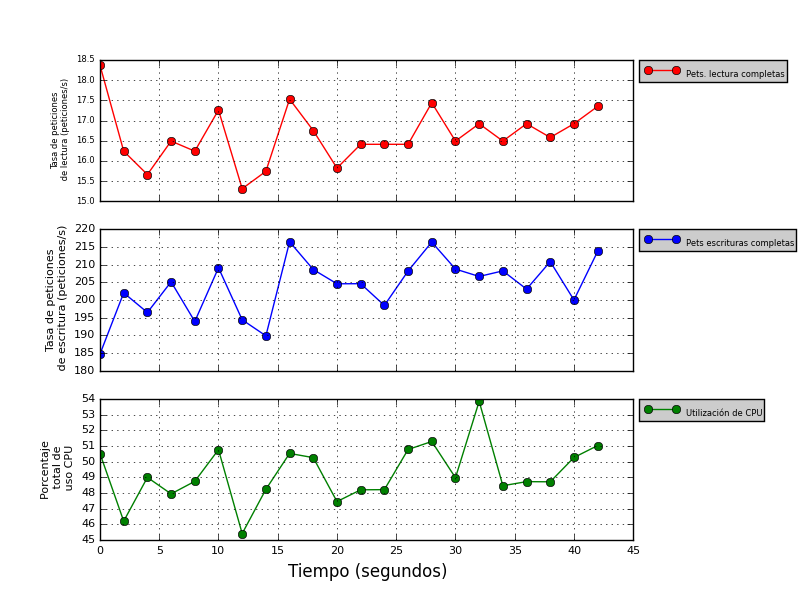 18.5
18.0
17.5
17.0
16.5
16.0
15.5
15.0
Tasa de peticiones
de lectura (peticiones/s)
Pets. lectura completas
220
215
210
205
200
195
190
185
180
Tasa de peticiones
de escritura (peticiones/s)
Pets escrituras completas
54
53
52
51
50
49
48
47
46
45
Porcentaje
total de
uso CPU
Utilización de CPU
0 5 10 15 20 25 30 35 40 45
Tiempo (segundos)